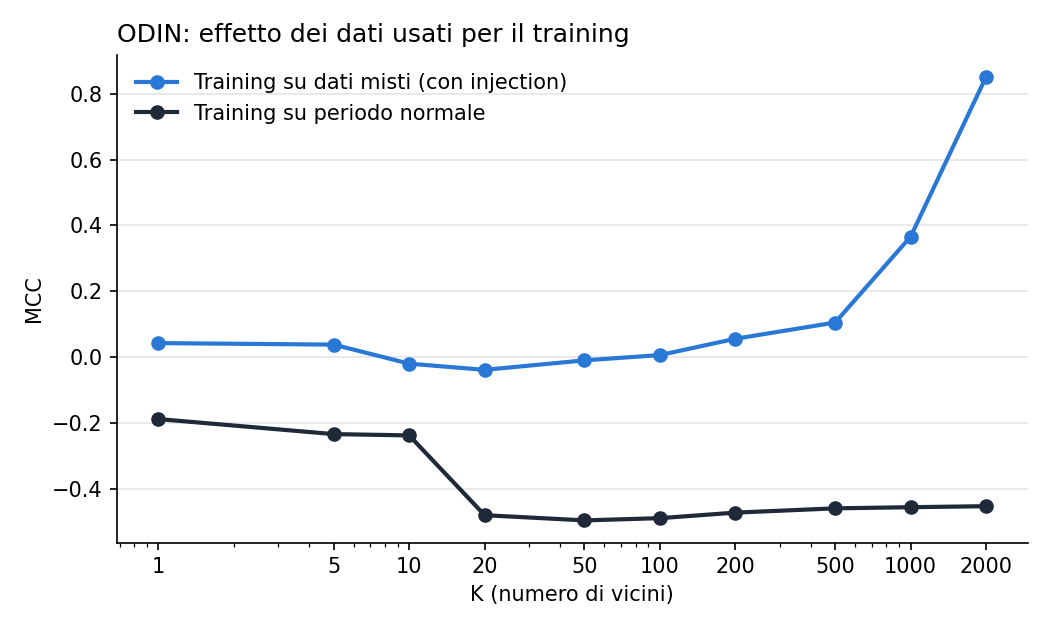 ODIN: effetto dei dati usati per il training
Training su dati misti (con injection)
Training su periodo normale
0.8
0.6
0.4
0.2
0.0
−0.2
−0.4
MCC
1 5 10 20 50 100 200 500 1000 2000
K (numero di vicini)